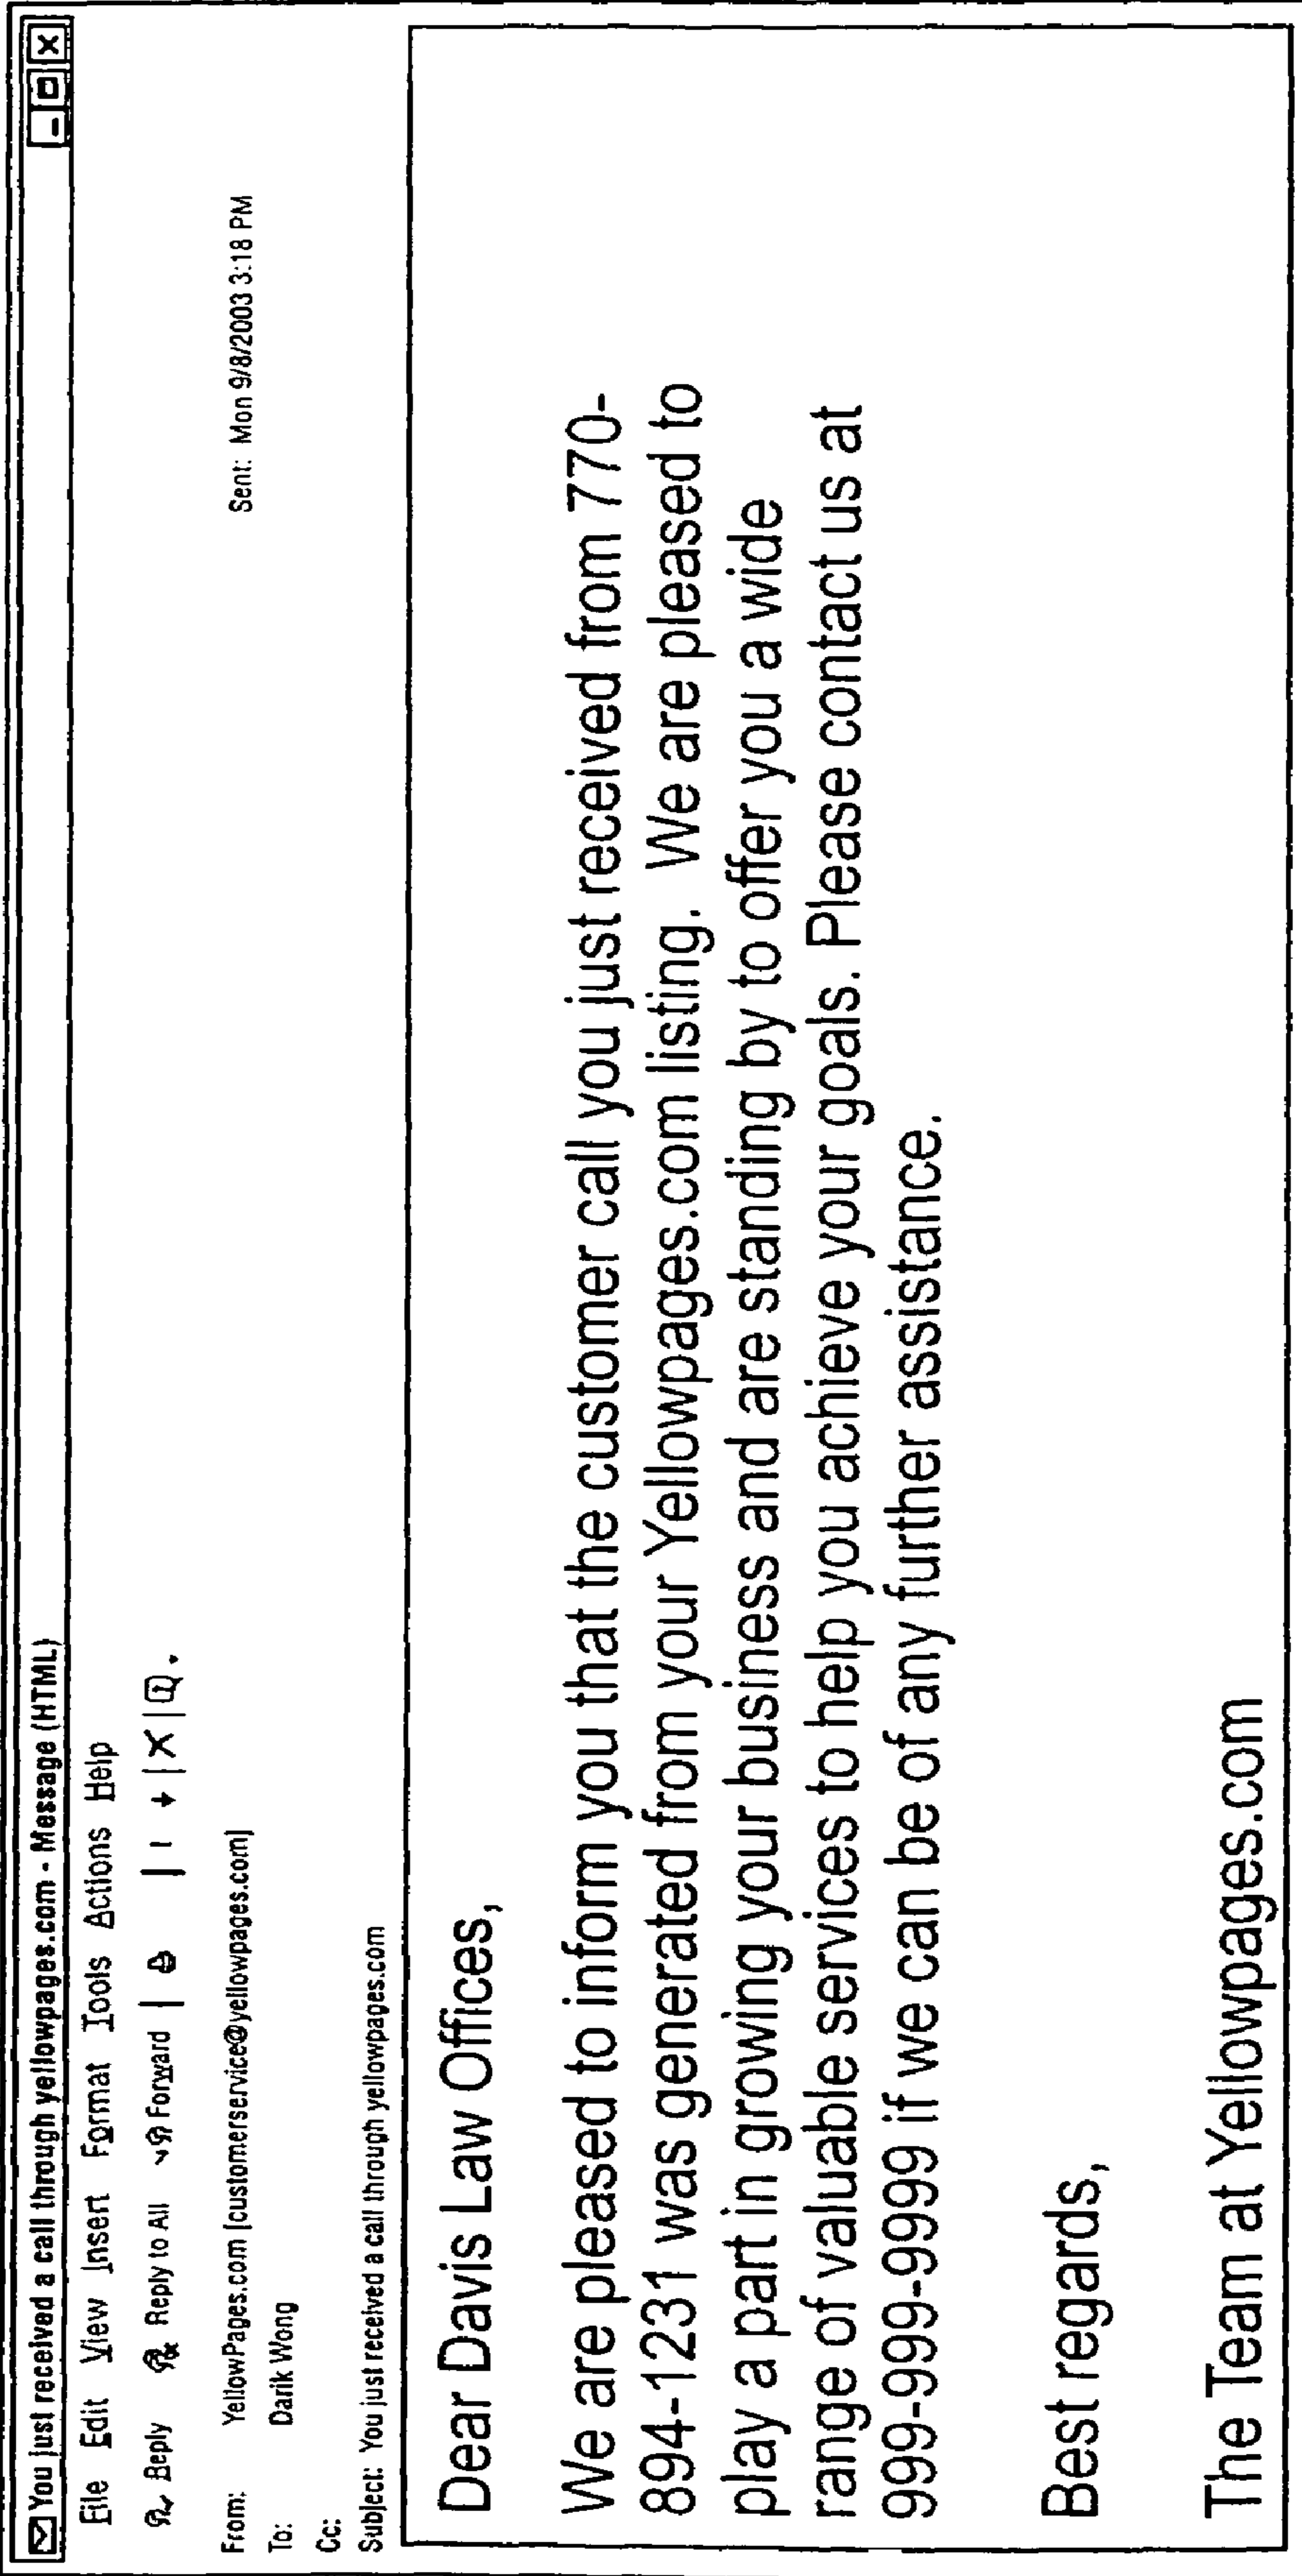 You just received a call through yellowpages.com - Message (HTML)
File Edit View Insert Format Tools Actions Help
Reply Reply to All Forward
From: YellowPages.com [customerservice@yellowpages.com] Sent: Mon 9/8/2003 3:18 PM
To: Darik Wong
Cc:
Subject: You just received a call through yellowpages.com
Dear Davis Law Offices,
We are pleased to inform you that the customer call you just received from 770-
894-1231 was generated from your Yellowpages.com listing. We are pleased to
play a part in growing your business and are standing by to offer you a wide
range of valuable services to help you achieve your goals. Please contact us at
999-999-9999 if we can be of any further assistance.
Best regards,
The Team at Yellowpages.com